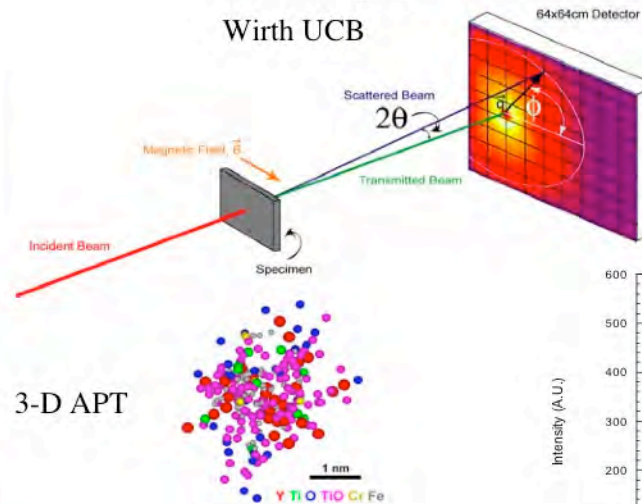 Wirth UCB
64x64cm Detector
Scattered Beam
2θ
q
ϕ
Magnetic Field,
Transmitted Beam
Incident Beam
Specimen
3-D APT
1 nm
Y Ti O TiO Cr Fe
Intensity (A.U.)
600
500
400
300
200